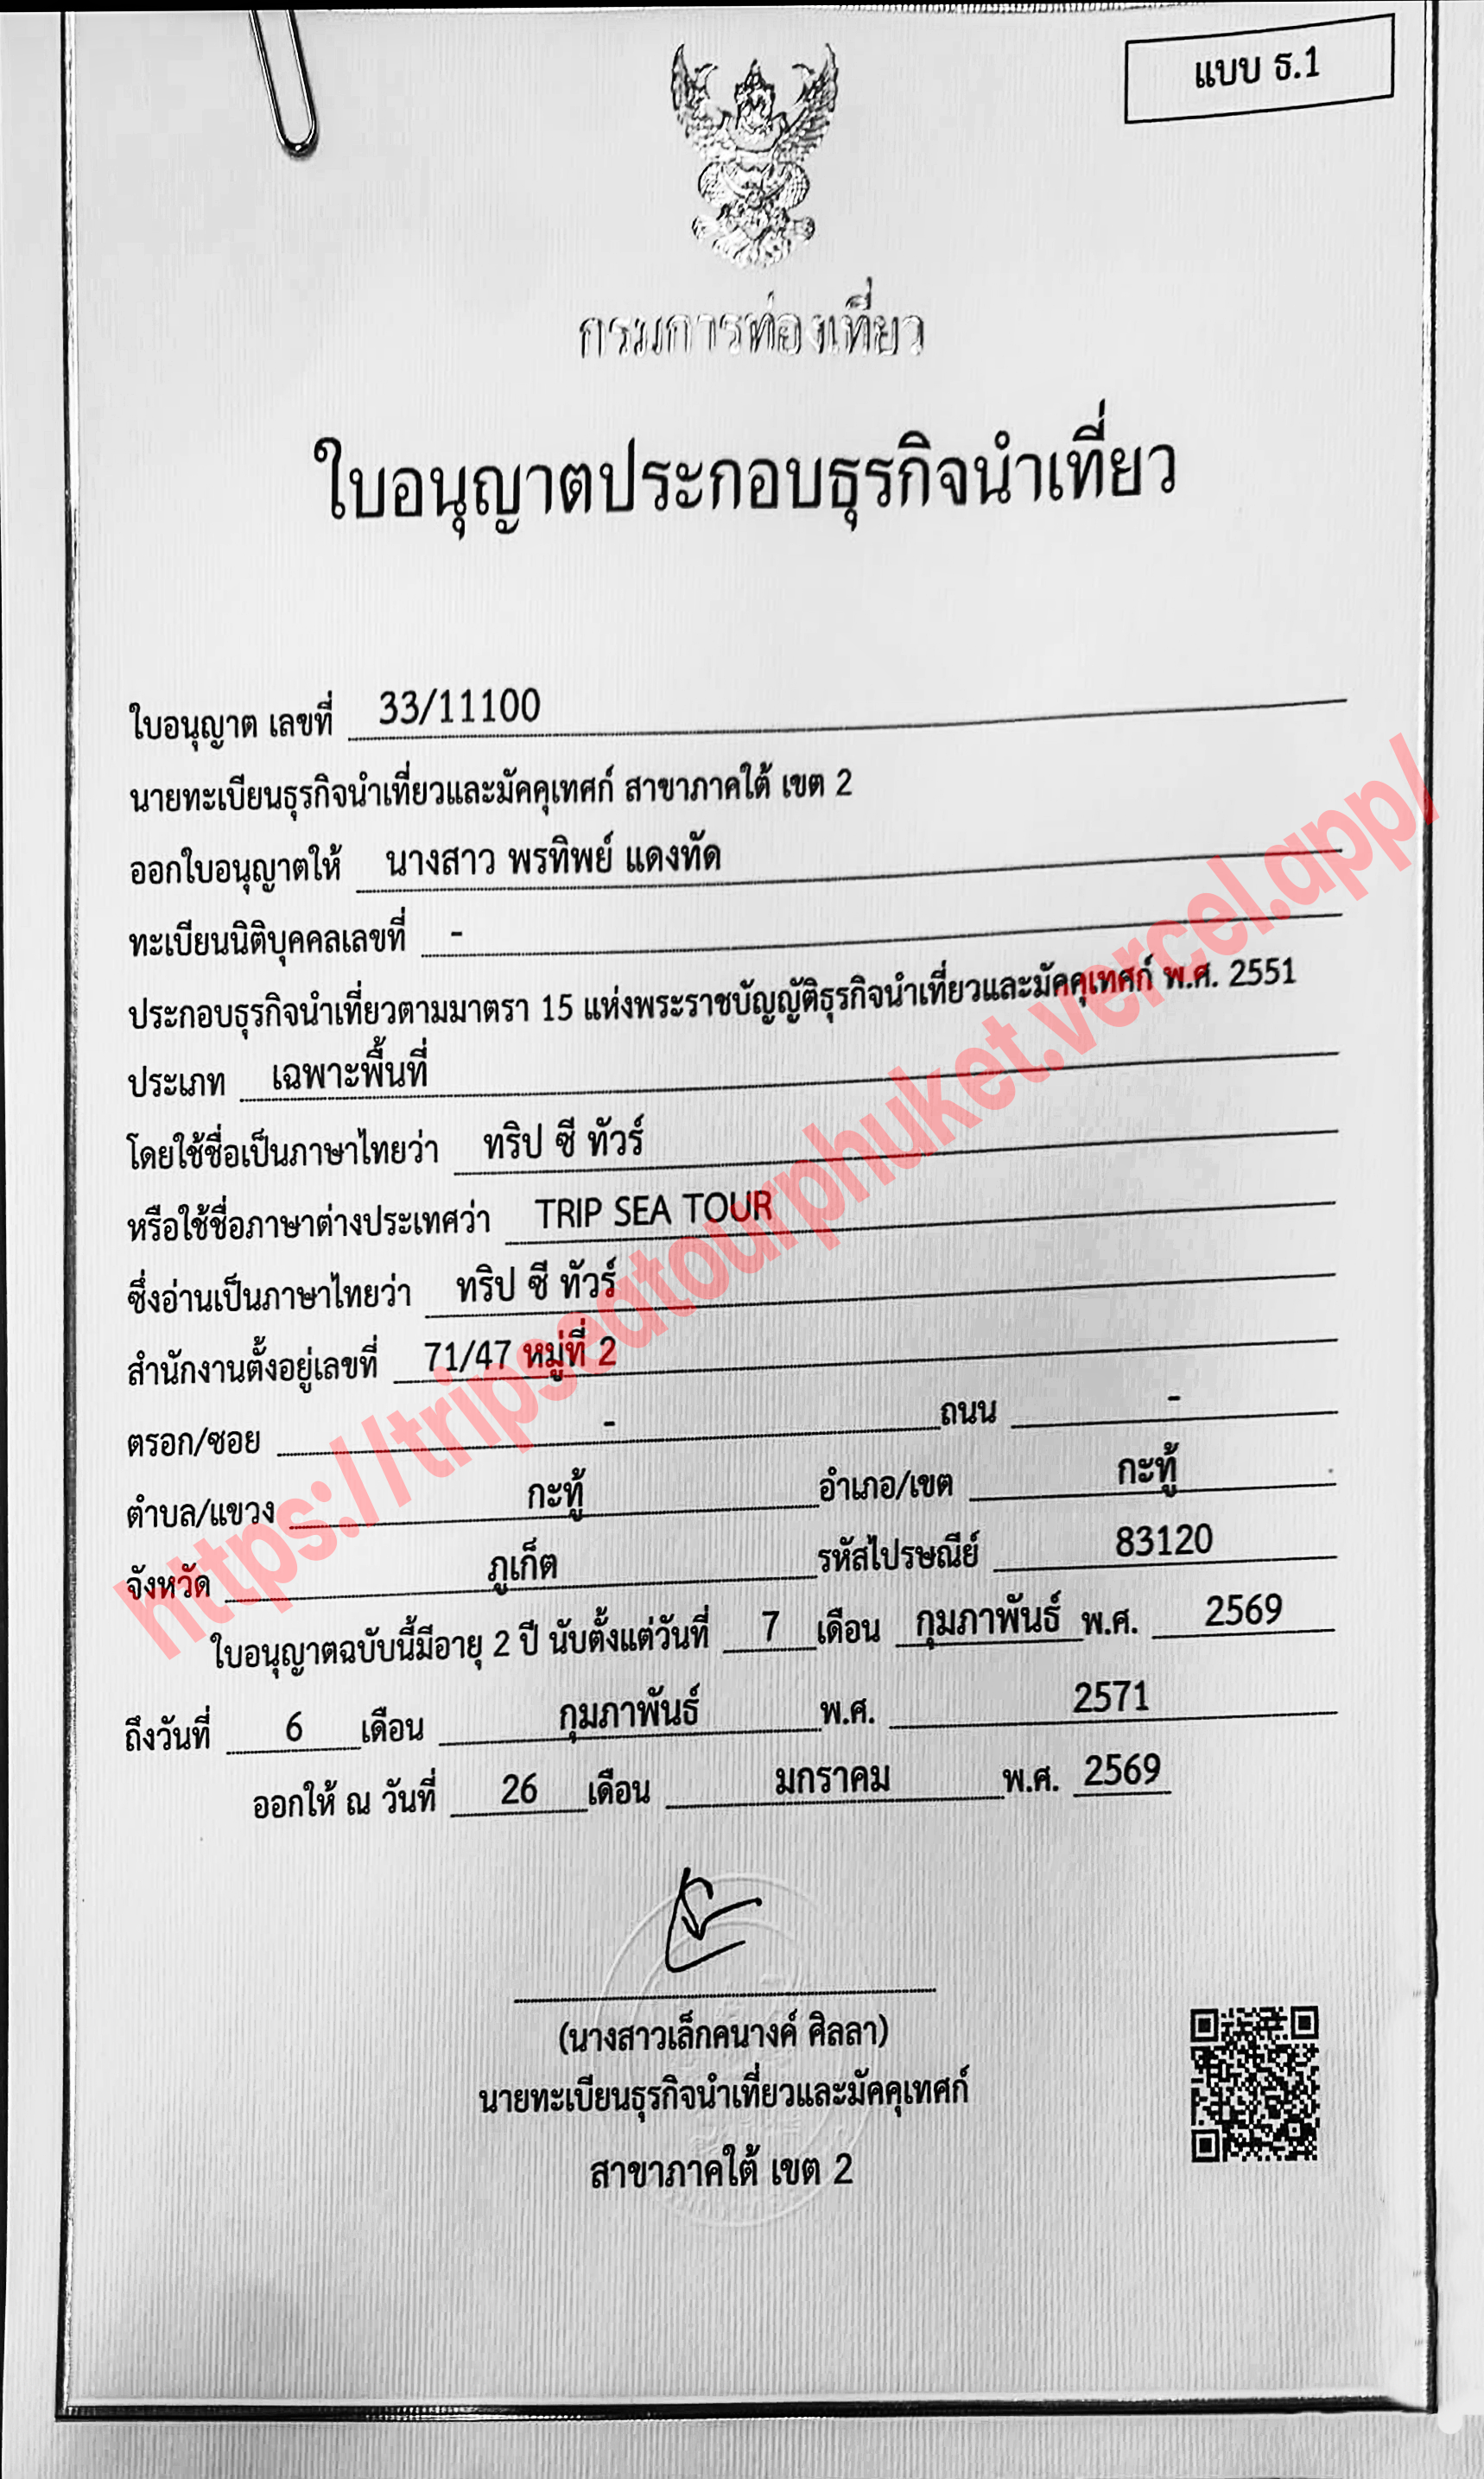 แบบ ธ.1
กรมการท่องเที่ยว
ใบอนุญาตประกอบธุรกิจนำเที่ยว
ใบอนุญาต เลขที่ 33/11100
นายทะเบียนธุรกิจนำเที่ยวและมัคคุเทศก์ สาขาภาคใต้ เขต 2
ออกใบอนุญาตให้ นางสาว พรทิพย์ แดงทัด
ทะเบียนนิติบุคคลเลขที่ -
ประกอบธุรกิจนำเที่ยวตามมาตรา 15 แห่งพระราชบัญญัติธุรกิจนำเที่ยวและมัคคุเทศก์ พ.ศ. 2551
ประเภท เฉพาะพื้นที่
โดยใช้ชื่อเป็นภาษาไทยว่า ทริป ซี ทัวร์
หรือใช้ชื่อภาษาต่างประเทศว่า TRIP SEA TOUR
ซึ่งอ่านเป็นภาษาไทยว่า ทริป ซี ทัวร์
สำนักงานตั้งอยู่เลขที่ 71/47 หมู่ที่ 2
ตรอก/ซอย - ถนน -
ตำบล/แขวง กะทู้ อำเภอ/เขต กะทู้
จังหวัด ภูเก็ต รหัสไปรษณีย์ 83120
ใบอนุญาตฉบับนี้มีอายุ 2 ปี นับตั้งแต่วันที่ 7 เดือน กุมภาพันธ์ พ.ศ. 2569
ถึงวันที่ 6 เดือน กุมภาพันธ์ พ.ศ. 2571
ออกให้ ณ วันที่ 26 เดือน มกราคม พ.ศ. 2569
(นางสาวเล็กคนางค์ ศิลลา)
นายทะเบียนธุรกิจนำเที่ยวและมัคคุเทศก์
สาขาภาคใต้ เขต 2
https://tripseatourphuket.vercel.app/